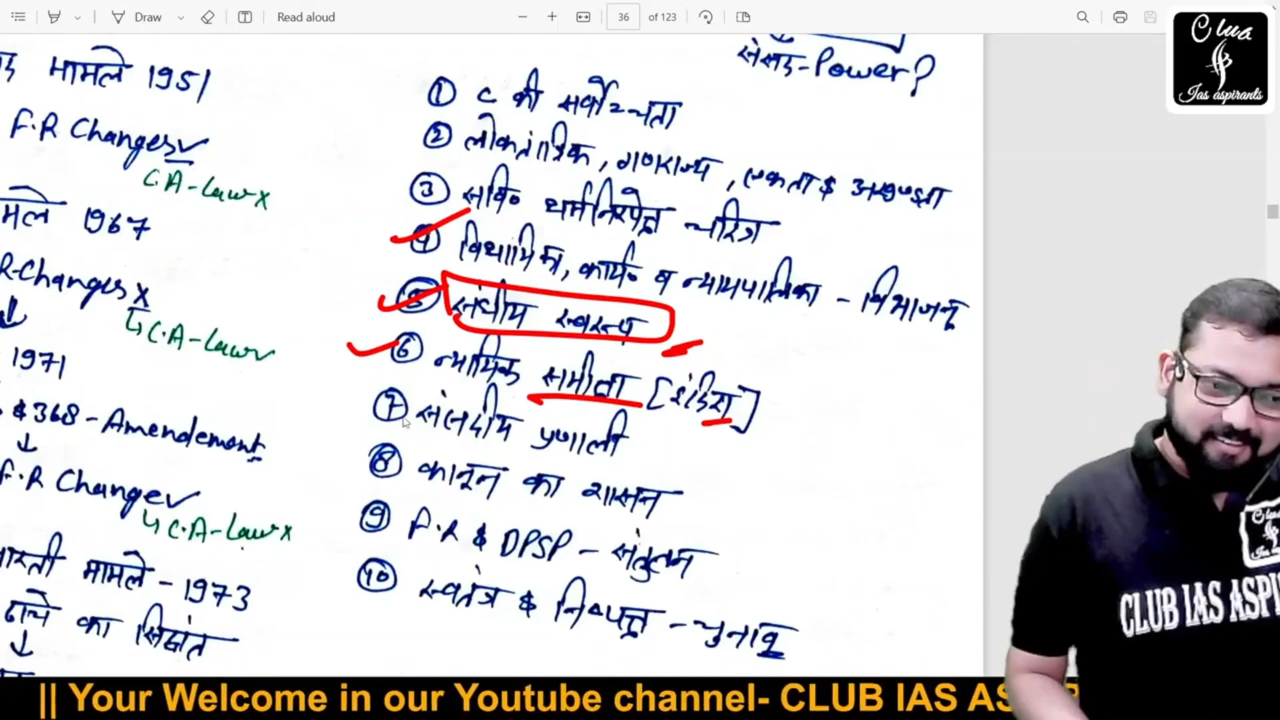 Draw
Read aloud
36 of 123
Clua
Ias aspirants
मामले 1951
F.R Changes
C.A-Law x
मामले 1967
R-Changes x
↳ C.A-Law
1971
& 368-Amendement
F.R Change
↳ C.A-Law x
भारती मामले - 1973
ढांचे का सिद्धांत
संसद-Power?
① C की सर्वोच्चता
② लोकतांत्रिक, गणराज्य, एकता & अखण्डता
③ संवि० धर्मनिरपेक्ष चरित्र
④ विधायिका, कार्य० व न्यायपालिका - विभाजन
⑤ संघीय स्वरूप
⑥ न्यायिक समीक्षा
⑦ संसदीय प्रणाली
⑧ कानून का शासन
⑨ F.R & DPSP - संतुलन
⑩ स्वतंत्र & निष्पक्ष - चुनाव
CLUB IAS ASPI
|| Your Welcome in our Youtube channel- CLUB IAS AS